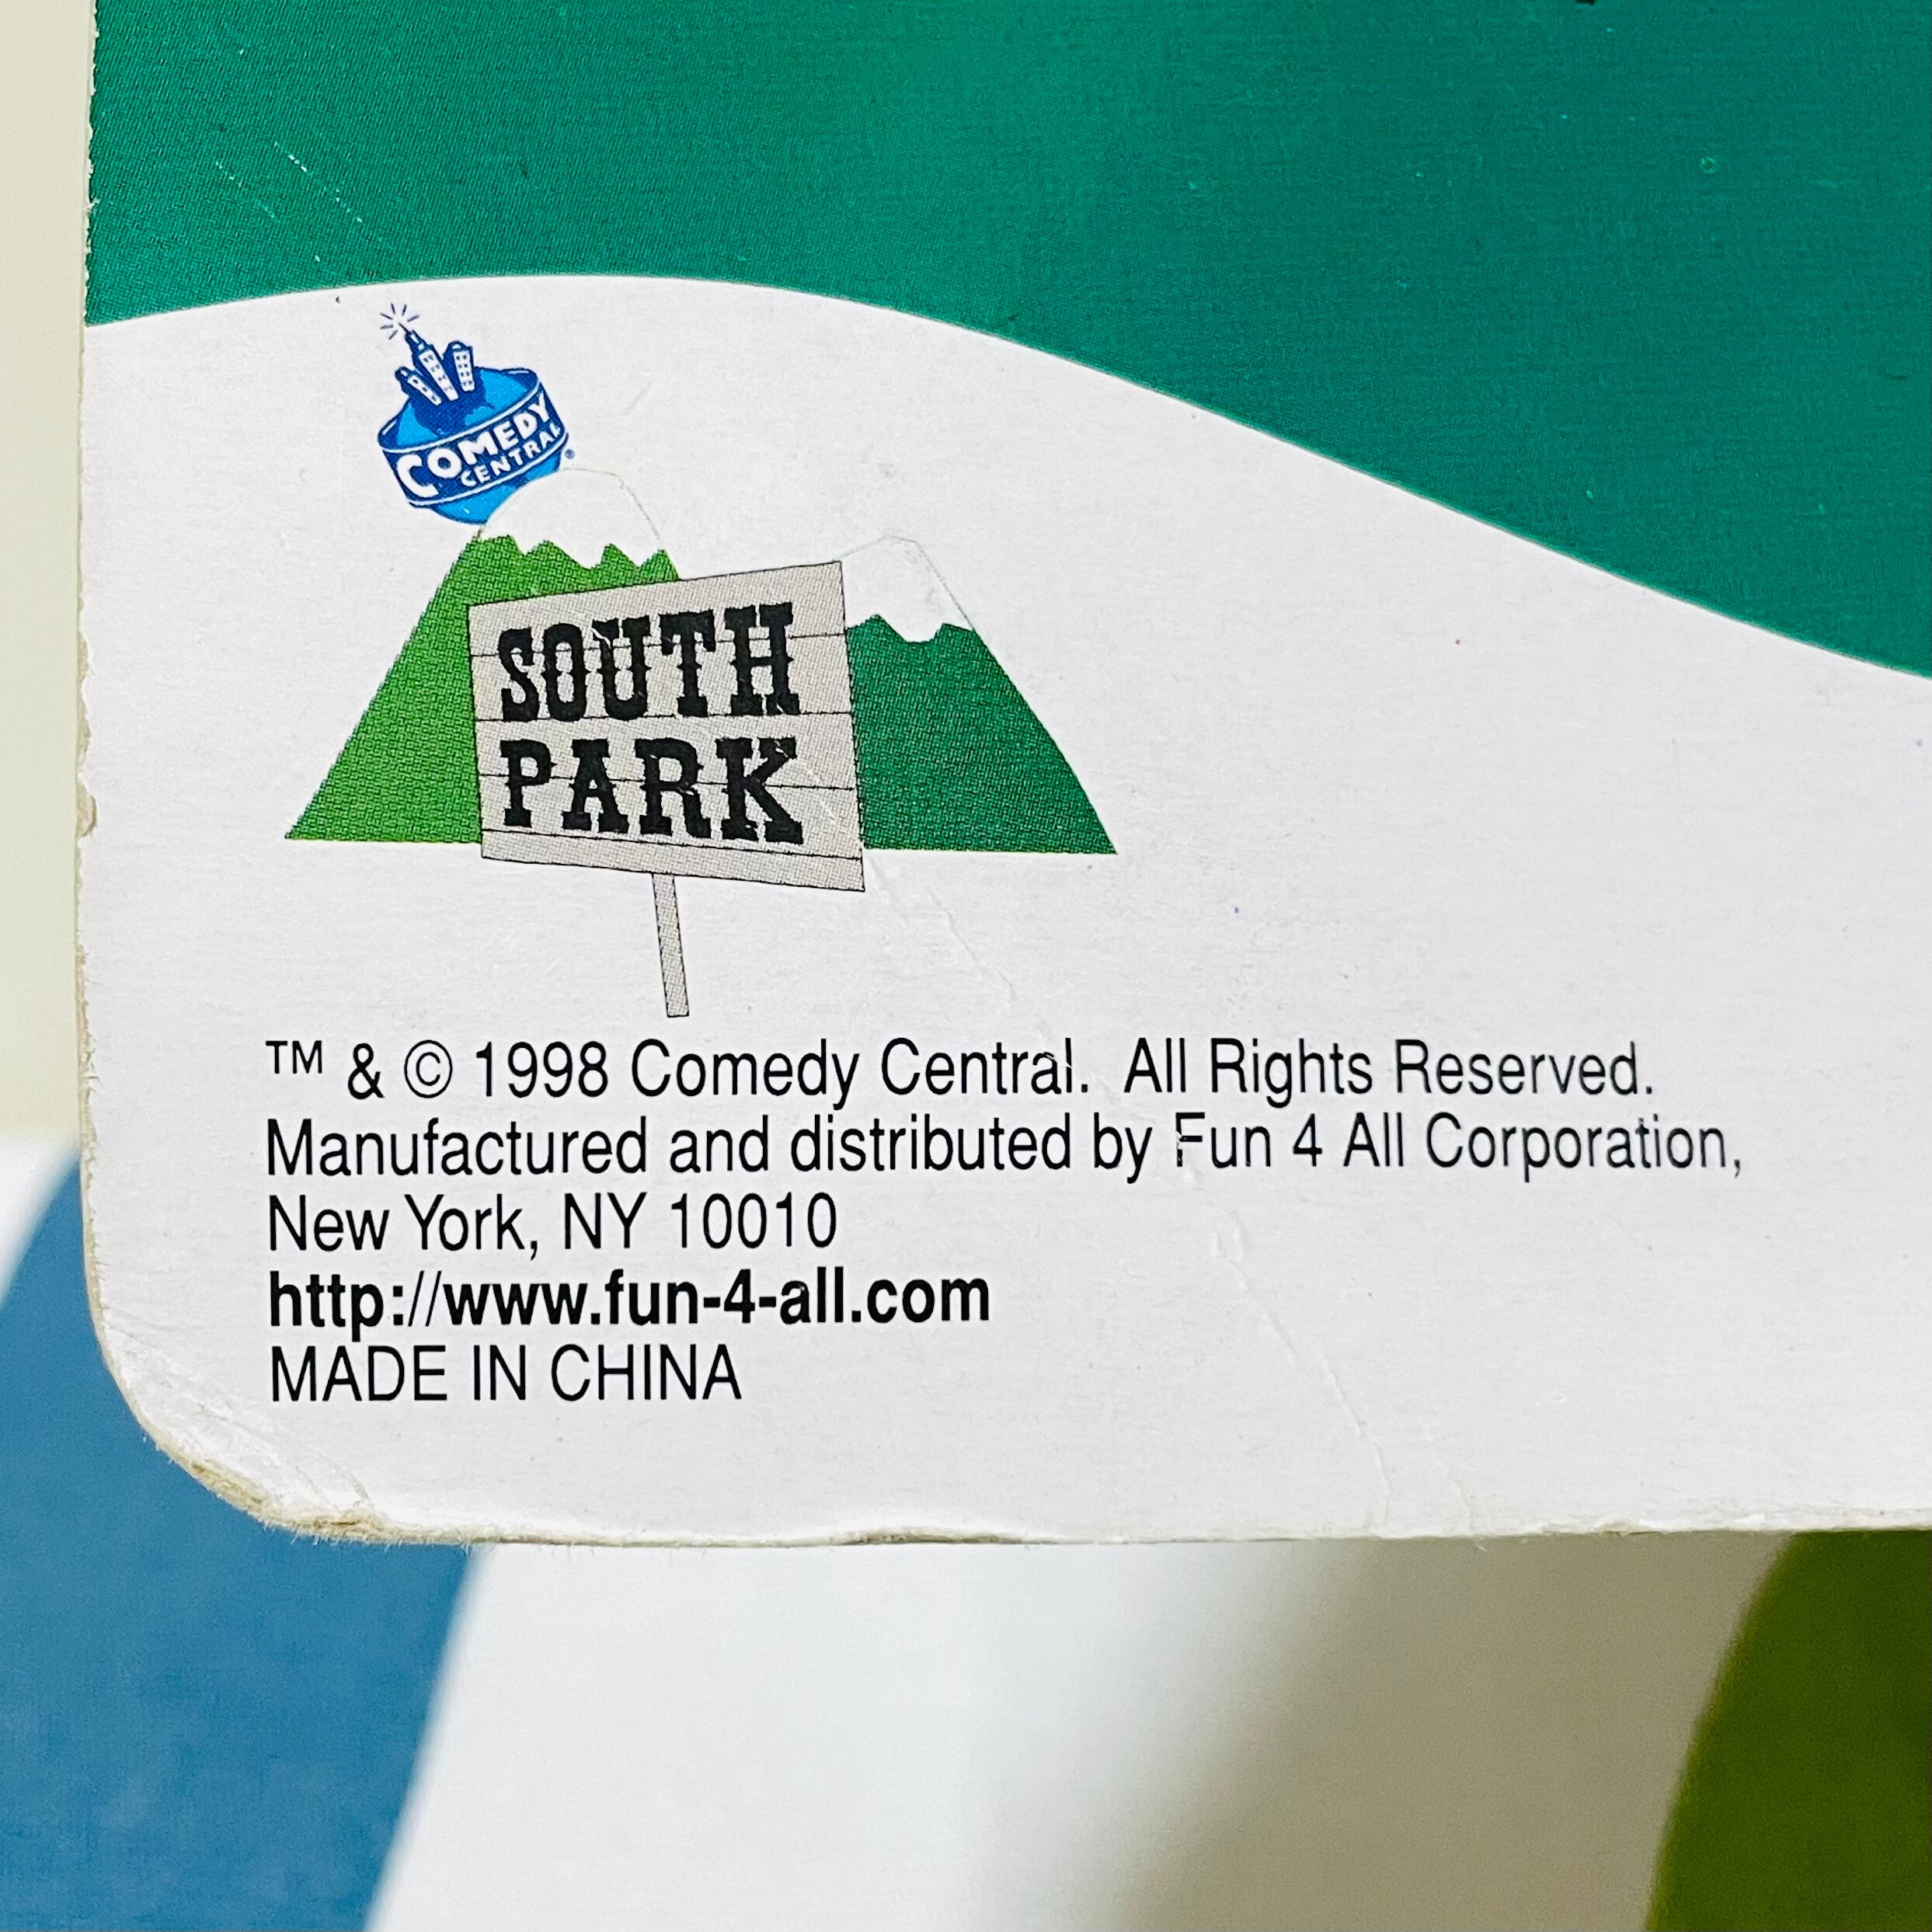 COMEDY
CENTRAL®
SOUTH
PARK
™ & © 1998 Comedy Central. All Rights Reserved.
Manufactured and distributed by Fun 4 All Corporation,
New York, NY 10010
http://www.fun-4-all.com
MADE IN CHINA